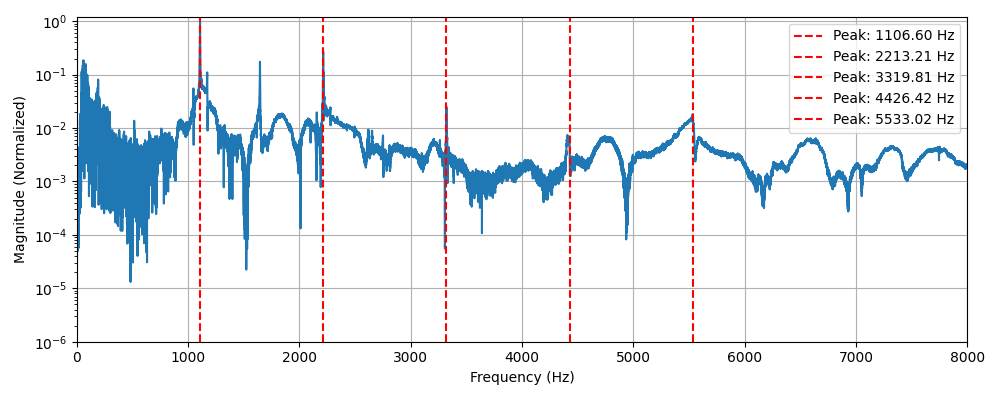 Peak: 1106.60 Hz
Peak: 2213.21 Hz
Peak: 3319.81 Hz
Peak: 4426.42 Hz
Peak: 5533.02 Hz
Magnitude (Normalized)
10⁰
10⁻¹
10⁻²
10⁻³
10⁻⁴
10⁻⁵
10⁻⁶
0 1000 2000 3000 4000 5000 6000 7000 8000
Frequency (Hz)